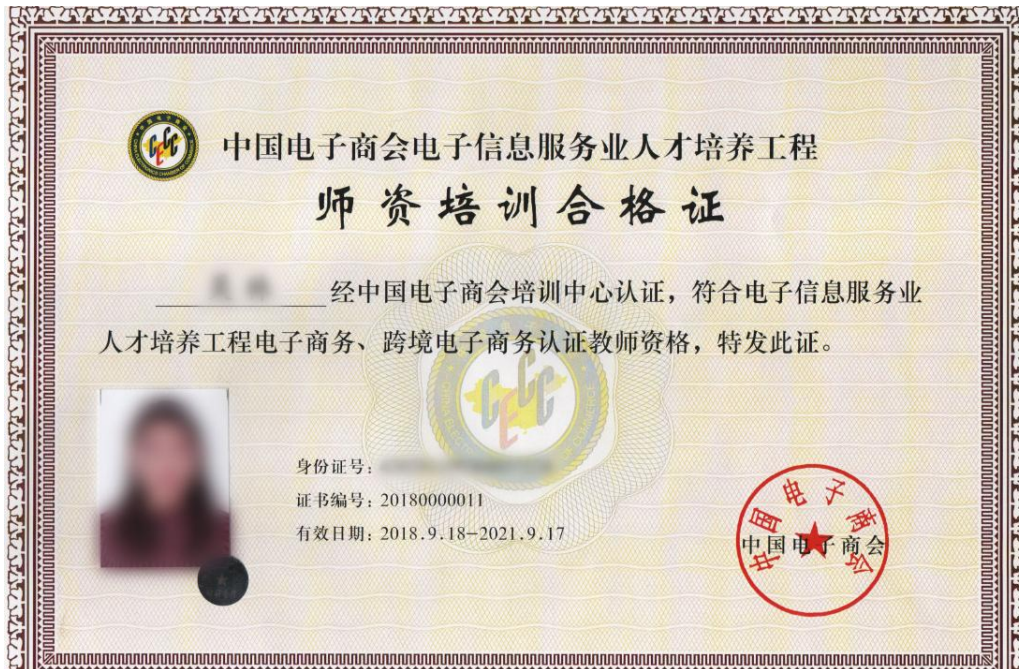 中国电子商会电子信息服务业人才培养工程
师资培训合格证
经中国电子商会培训中心认证，符合电子信息服务业
人才培养工程电子商务、跨境电子商务认证教师资格，特发此证。
CECC
身份证号：
证书编号：20180000011
有效日期：2018.9.18-2021.9.17
中国电子商会
中国电子商会